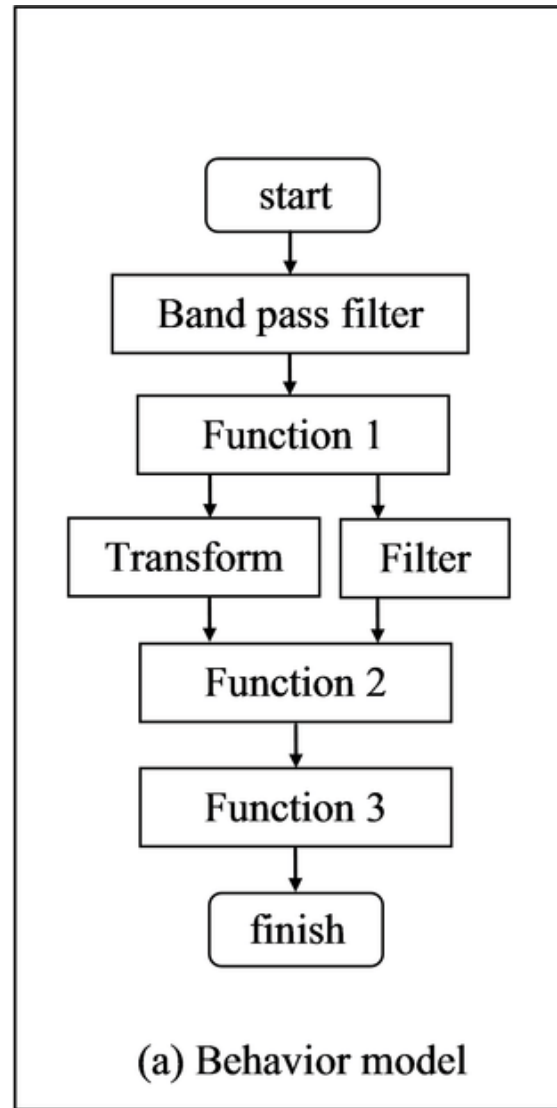 start
Band pass filter
Function 1
Transform
Filter
Function 2
Function 3
finish
(a) Behavior model